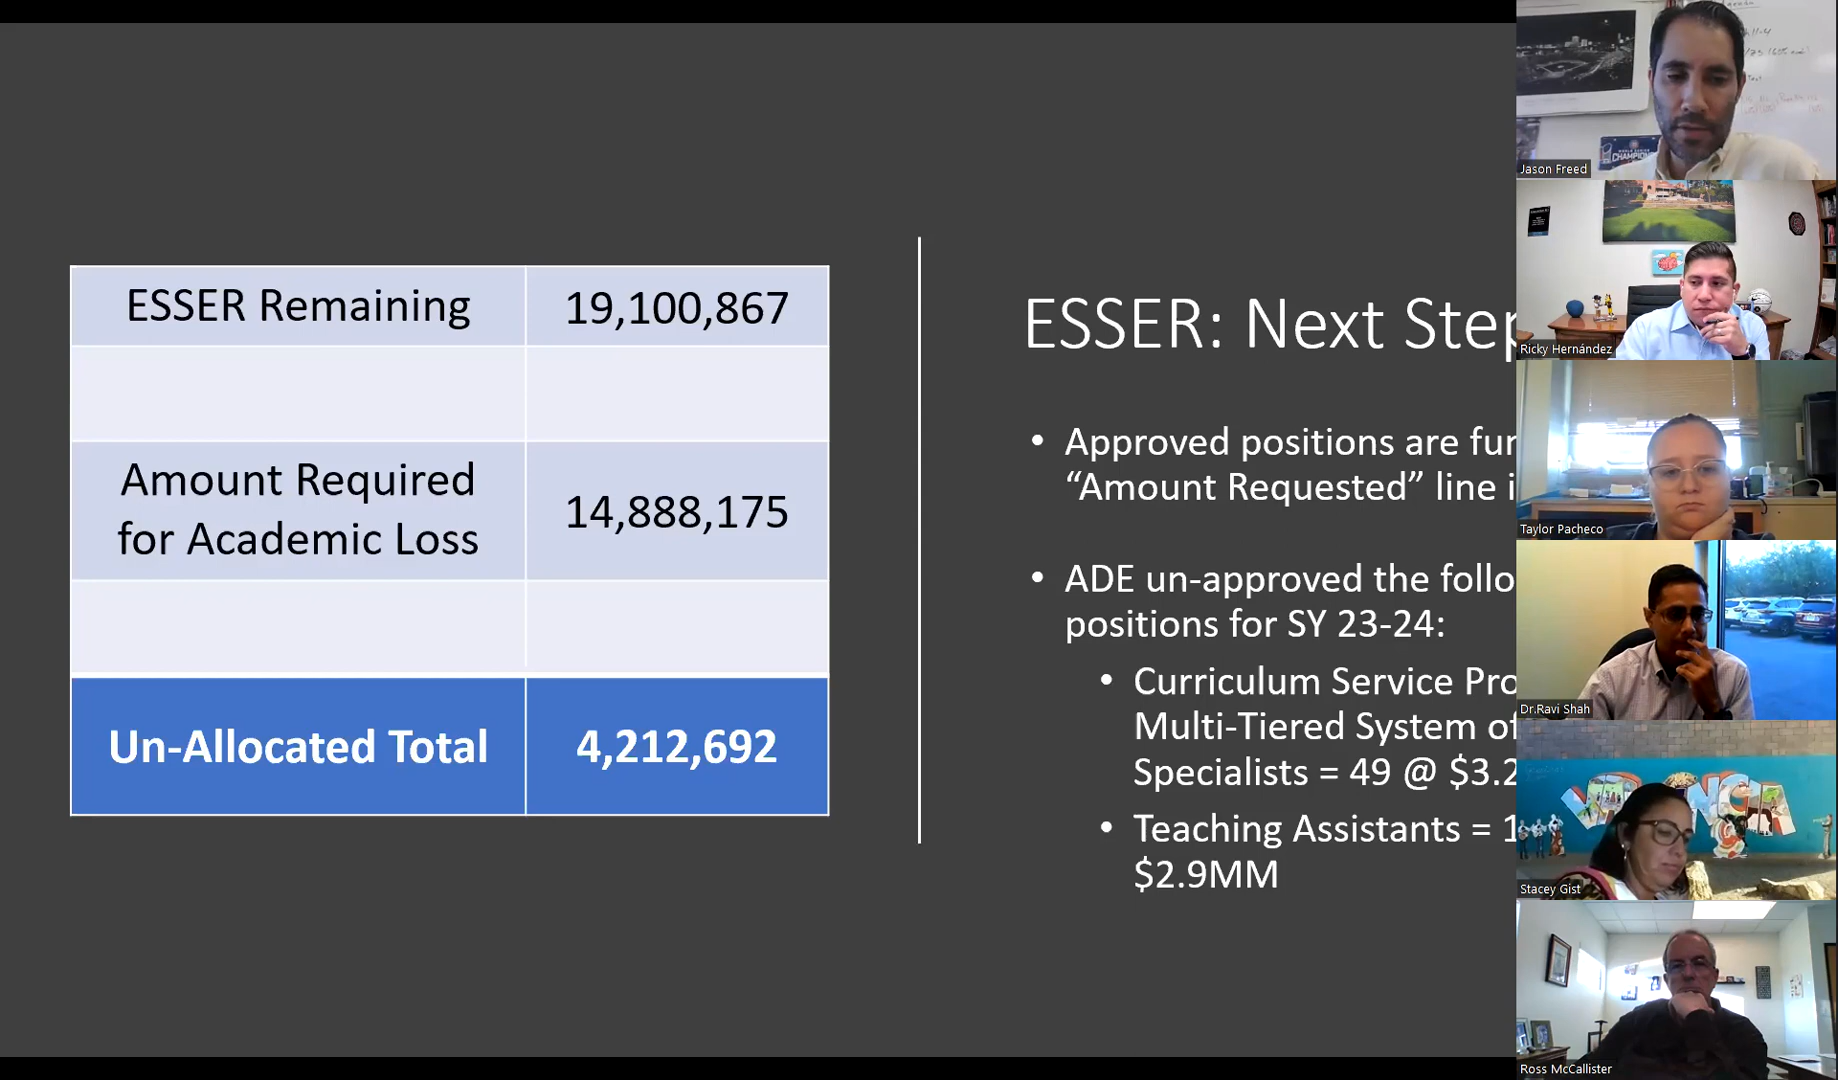 ESSER Remaining
19,100,867
Amount Required
for Academic Loss
14,888,175
Un-Allocated Total
4,212,692
ESSER: Next Step
• Approved positions are fur
“Amount Requested” line i
• ADE un-approved the follo
positions for SY 23-24:
• Curriculum Service Pro
Multi-Tiered System of
Specialists = 49 @ $3.2
• Teaching Assistants = 1
$2.9MM
Jason Freed
Ricky Hernández
Taylor Pacheco
Dr.Ravi Shah
Stacey Gist
Ross McCallister